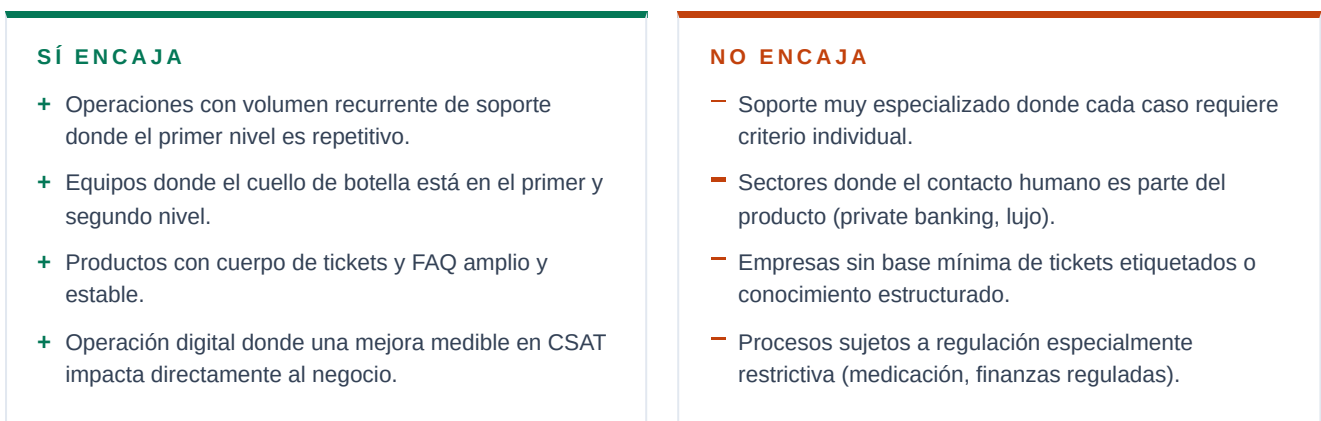 SÍ ENCAJA
+ Operaciones con volumen recurrente de soporte
donde el primer nivel es repetitivo.
+ Equipos donde el cuello de botella está en el primer y
segundo nivel.
+ Productos con cuerpo de tickets y FAQ amplio y
estable.
+ Operación digital donde una mejora medible en CSAT
impacta directamente al negocio.
NO ENCAJA
— Soporte muy especializado donde cada caso requiere
criterio individual.
— Sectores donde el contacto humano es parte del
producto (private banking, lujo).
— Empresas sin base mínima de tickets etiquetados o
conocimiento estructurado.
— Procesos sujetos a regulación especialmente
restrictiva (medicación, finanzas reguladas).